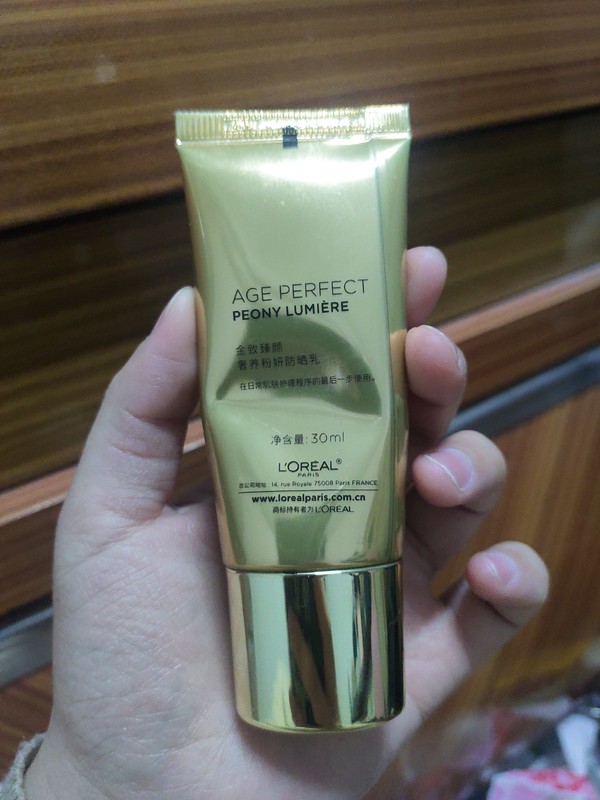 AGE PERFECT
PEONY LUMIÈRE
金致臻颜
奢养粉妍防晒乳
在日常肌肤护理程序的最后一步使用。
净含量: 30ml
L'ORÉAL®
PARIS
总公司地址: 14, rue Royale 75008 Paris FRANCE
www.lorealparis.com.cn
商标持有者为 L'ORÉAL